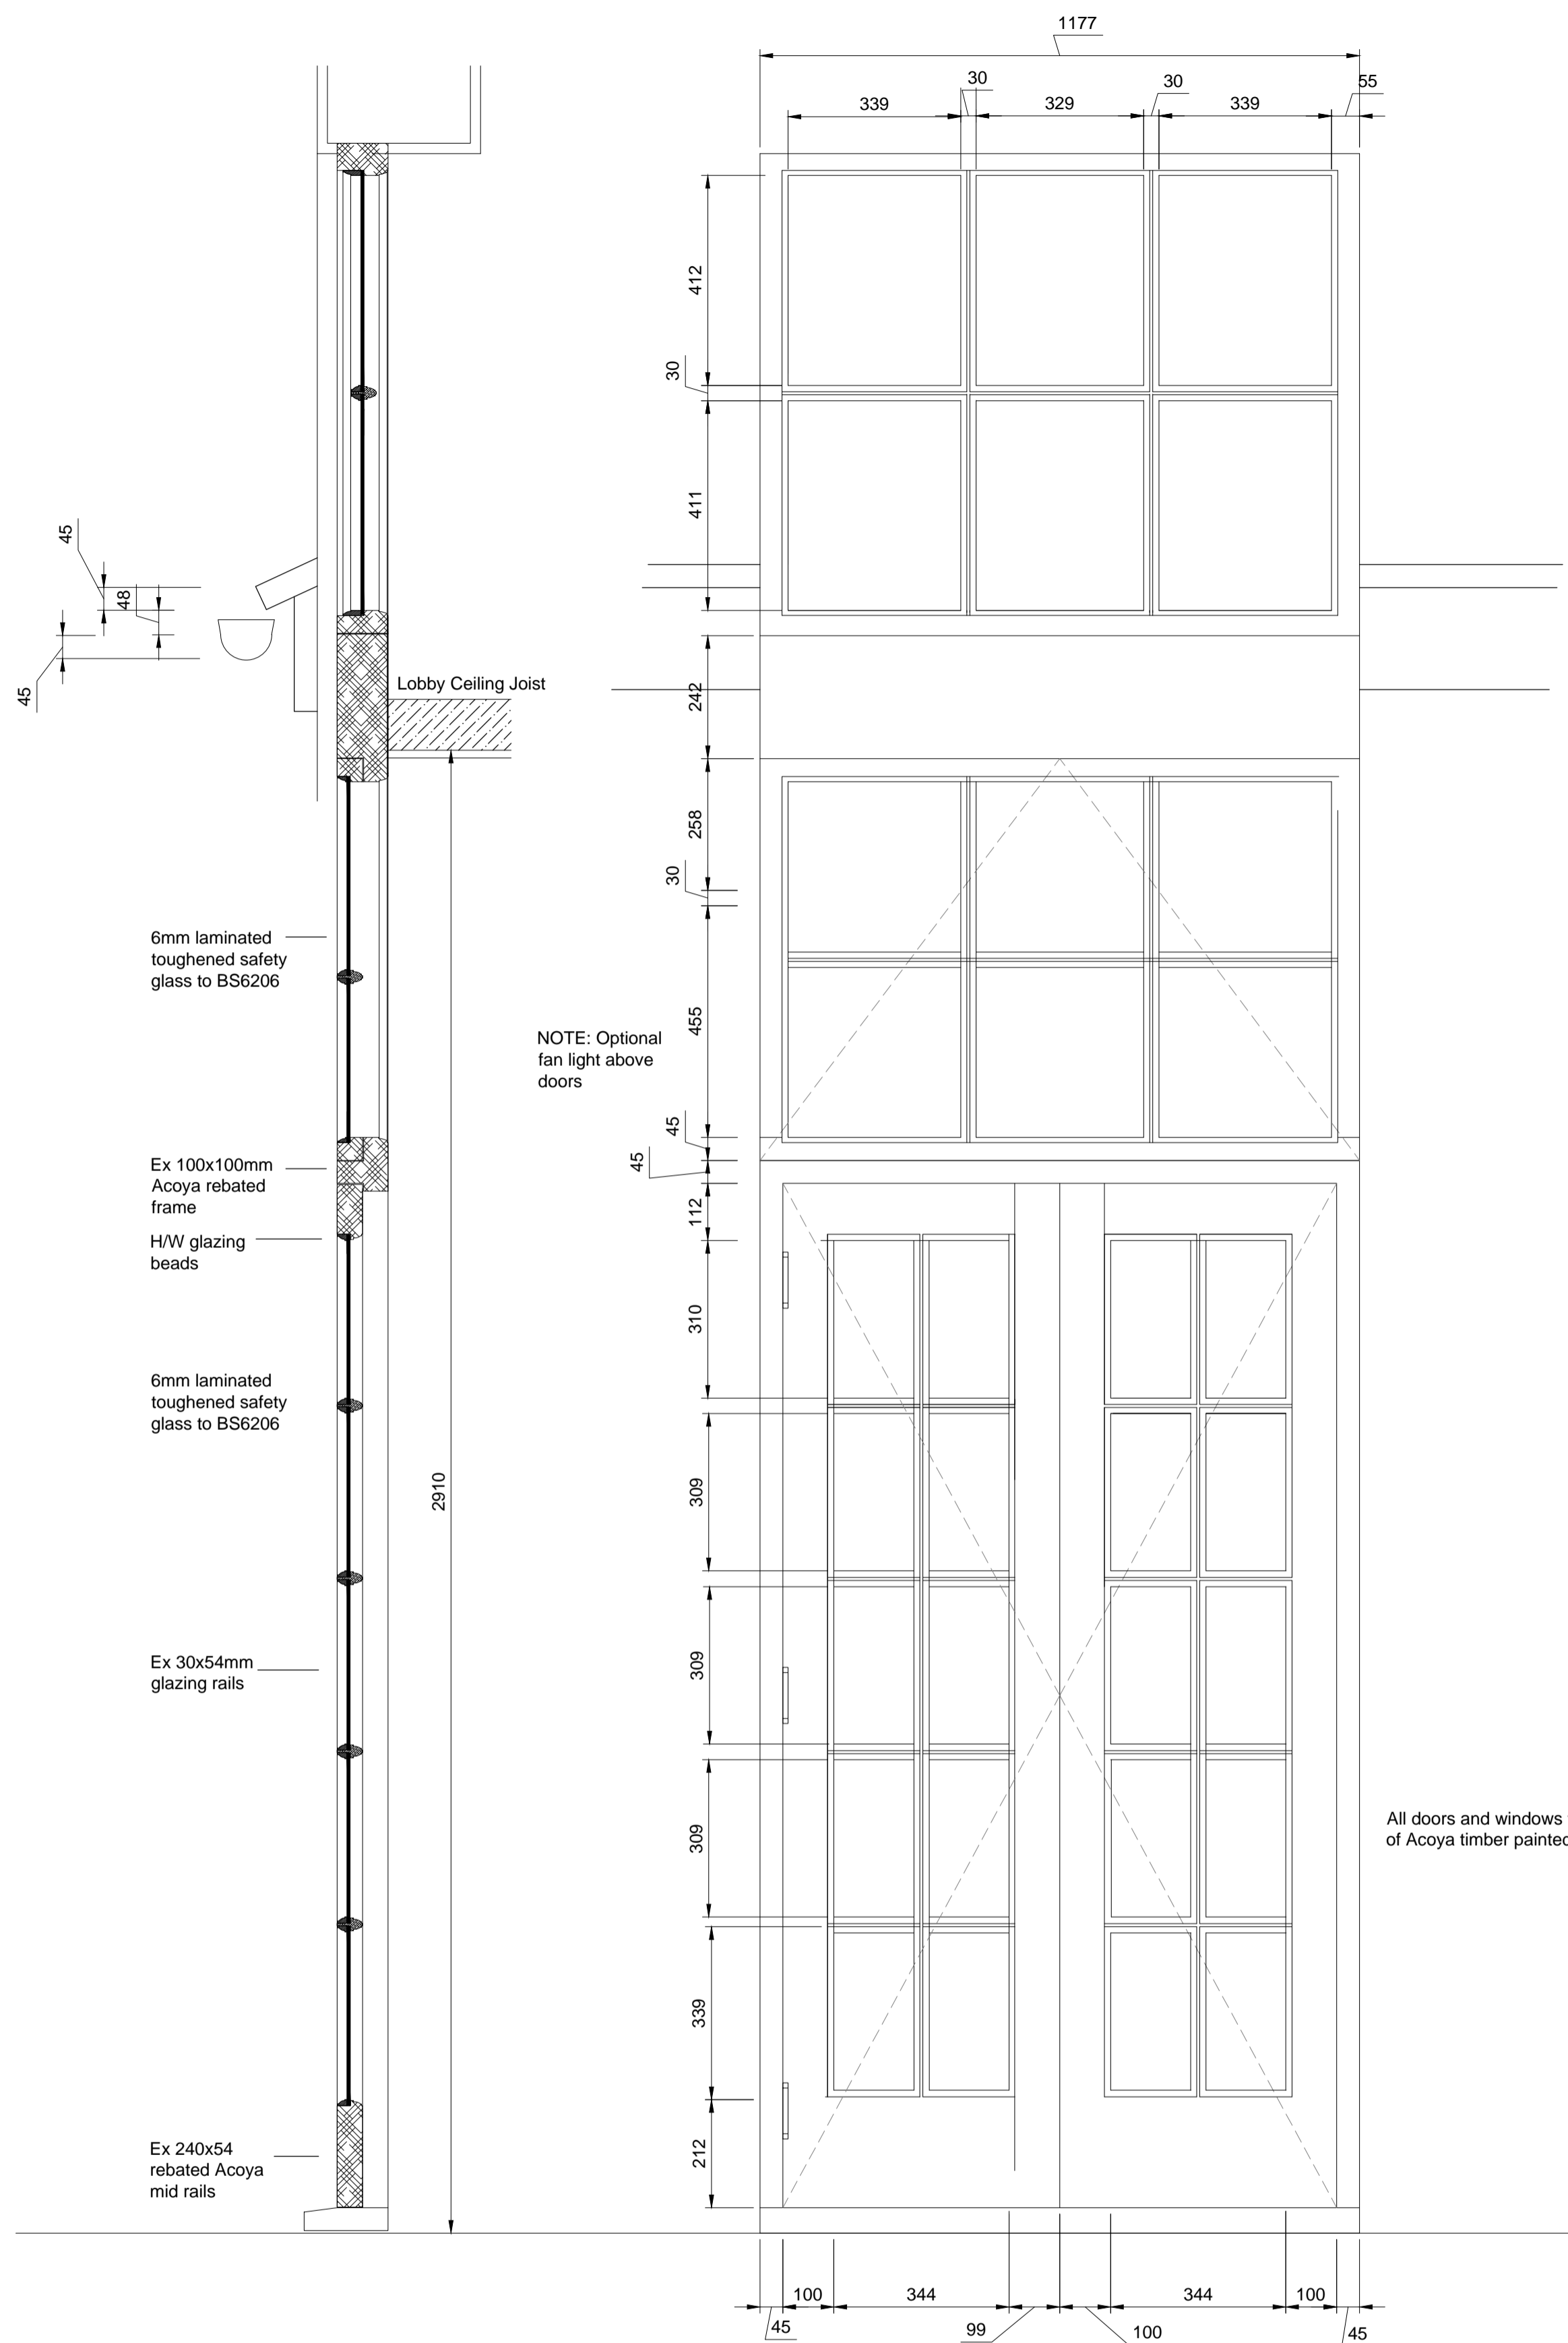 1177
30
30
55
339
329
339
412
30
411
45
48
45
Lobby Ceiling Joist
242
258
30
6mm laminated
toughened safety
glass to BS6206
455
NOTE: Optional
fan light above
doors
45
45
Ex 100x100mm
Acoya rebated
frame
112
H/W glazing
beads
310
6mm laminated
toughened safety
glass to BS6206
2910
309
Ex 30x54mm
glazing rails
309
309
All doors and windows
of Acoya timber painted
339
Ex 240x54
rebated Acoya
mid rails
212
100
344
344
100
45
99
100
45